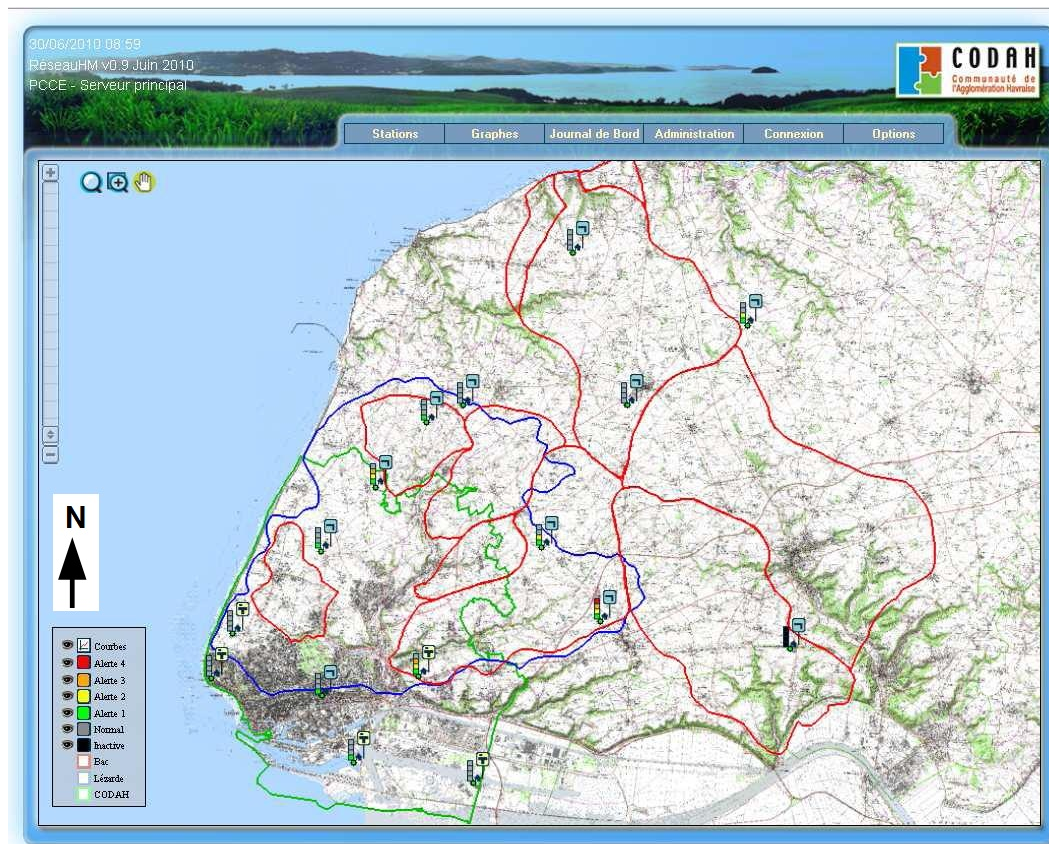 30/06/2010 08:59
RéseauHM v0.9 Juin 2010
PCCE - Serveur principal
CODAH
Communauté de
l'Agglomération Havraise
Stations Graphes Journal de Bord Administration Connexion Options
N
Courbes
Alerte 4
Alerte 3
Alerte 2
Alerte 1
Normal
Inactive
Bac
Lézarde
CODAH